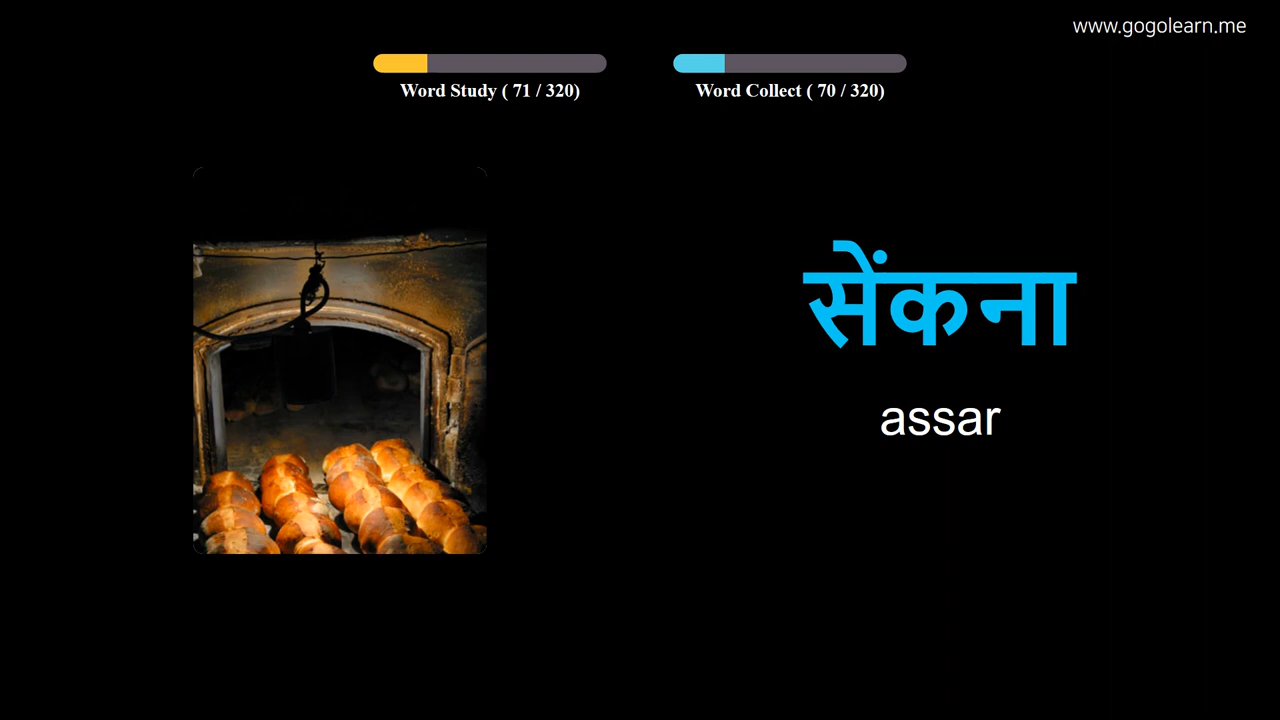 www.gogolearn.me
Word Study ( 71 / 320)
Word Collect ( 70 / 320)
सेंकना
assar